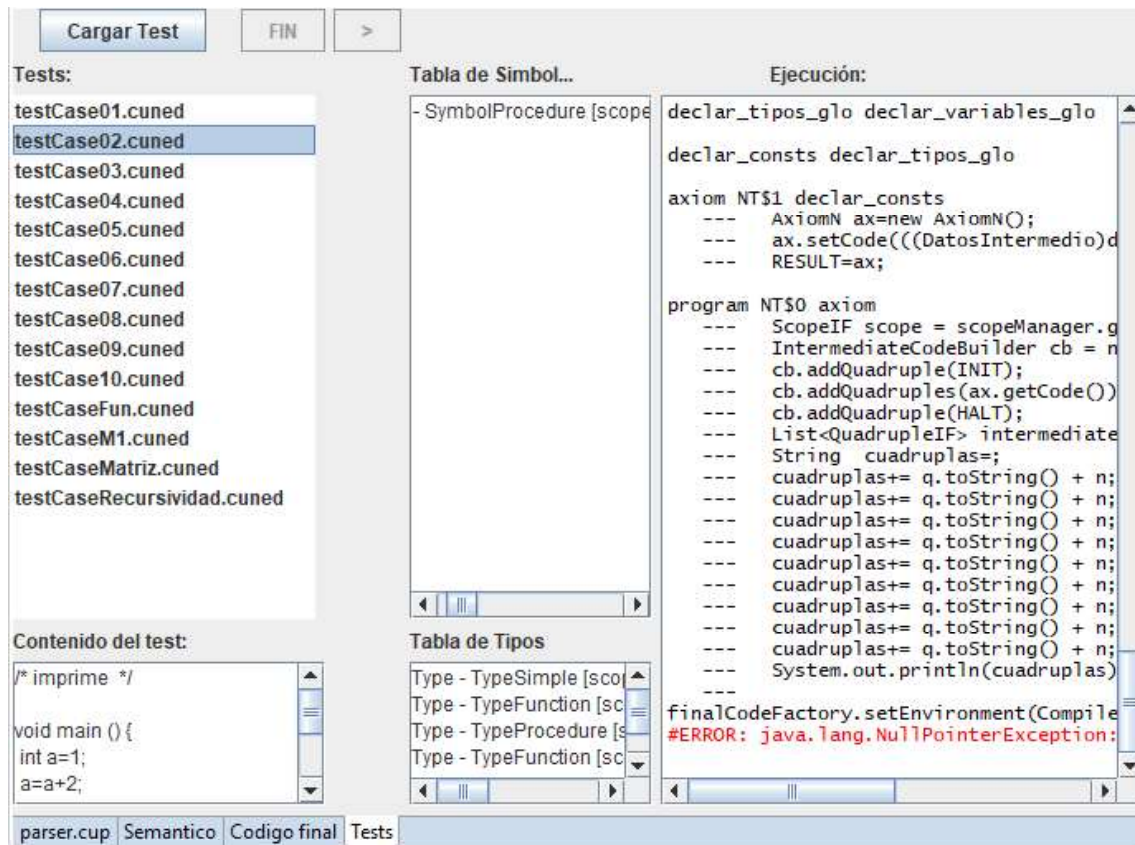 Cargar Test FIN >
Tests:
testCase01.cuned
testCase02.cuned
testCase03.cuned
testCase04.cuned
testCase05.cuned
testCase06.cuned
testCase07.cuned
testCase08.cuned
testCase09.cuned
testCase10.cuned
testCaseFun.cuned
testCaseM1.cuned
testCaseMatriz.cuned
testCaseRecursividad.cuned
Contenido del test:
/* imprime */
void main () {
int a=1;
a=a+2;
Tabla de Simbol...
- SymbolProcedure [scope
Tabla de Tipos
Type - TypeSimple [scop
Type - TypeFunction [sc
Type - TypeProcedure [s
Type - TypeFunction [sc
Ejecución:
declar_tipos_glo declar_variables_glo
declar_consts declar_tipos_glo
axiom NT$1 declar_consts
--- AxiomN ax=new AxiomN();
--- ax.setCode(((DatosIntermedio)d
--- RESULT=ax;
program NT$0 axiom
--- ScopeIF scope = scopeManager.g
--- IntermediateCodeBuilder cb = n
--- cb.addQuadruple(INIT);
--- cb.addQuadruples(ax.getCode())
--- cb.addQuadruple(HALT);
--- List<QuadrupleIF> intermediate
--- String cuadruplas=;
--- cuadruplas+= q.toString() + n;
--- cuadruplas+= q.toString() + n;
--- cuadruplas+= q.toString() + n;
--- cuadruplas+= q.toString() + n;
--- cuadruplas+= q.toString() + n;
--- cuadruplas+= q.toString() + n;
--- cuadruplas+= q.toString() + n;
--- cuadruplas+= q.toString() + n;
--- cuadruplas+= q.toString() + n;
--- System.out.println(cuadruplas)
---
finalCodeFactory.setEnvironment(Compile
#ERROR: java.lang.NullPointerException:
parser.cup Semantico Codigo final Tests